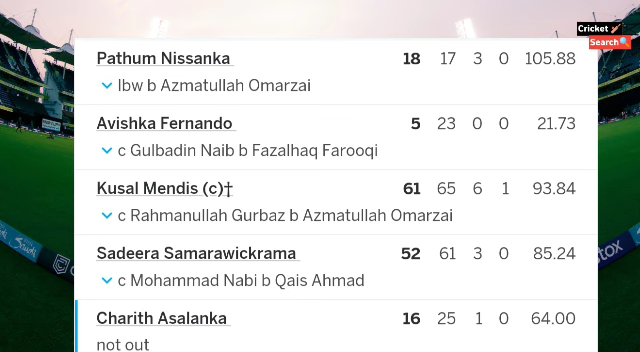 Cricket 🏏
Search🔍
Pathum Nissanka 18 17 3 0 105.88
lbw b Azmatullah Omarzai
Avishka Fernando 5 23 0 0 21.73
c Gulbadin Naib b Fazalhaq Farooqi
Kusal Mendis (c)† 61 65 6 1 93.84
c Rahmanullah Gurbaz b Azmatullah Omarzai
Sadeera Samarawickrama 52 61 3 0 85.24
c Mohammad Nabi b Qais Ahmad
Charith Asalanka 16 25 1 0 64.00
not out